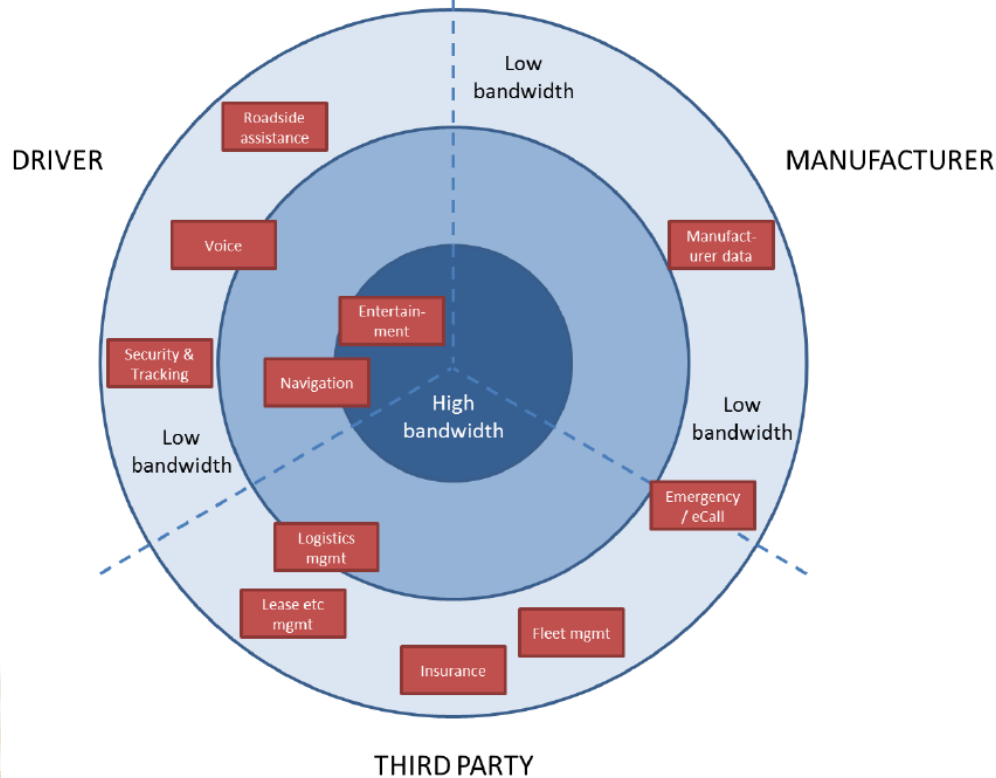 Low
bandwidth
Roadside
assistance
DRIVER
MANUFACTURER
Voice
Manufact-
urer data
Entertain-
ment
Security &
Tracking
Navigation
High
bandwidth
Low
bandwidth
Low
bandwidth
Emergency
/ eCall
Logistics
mgmt
Lease etc
mgmt
Fleet mgmt
Insurance
THIRD PARTY